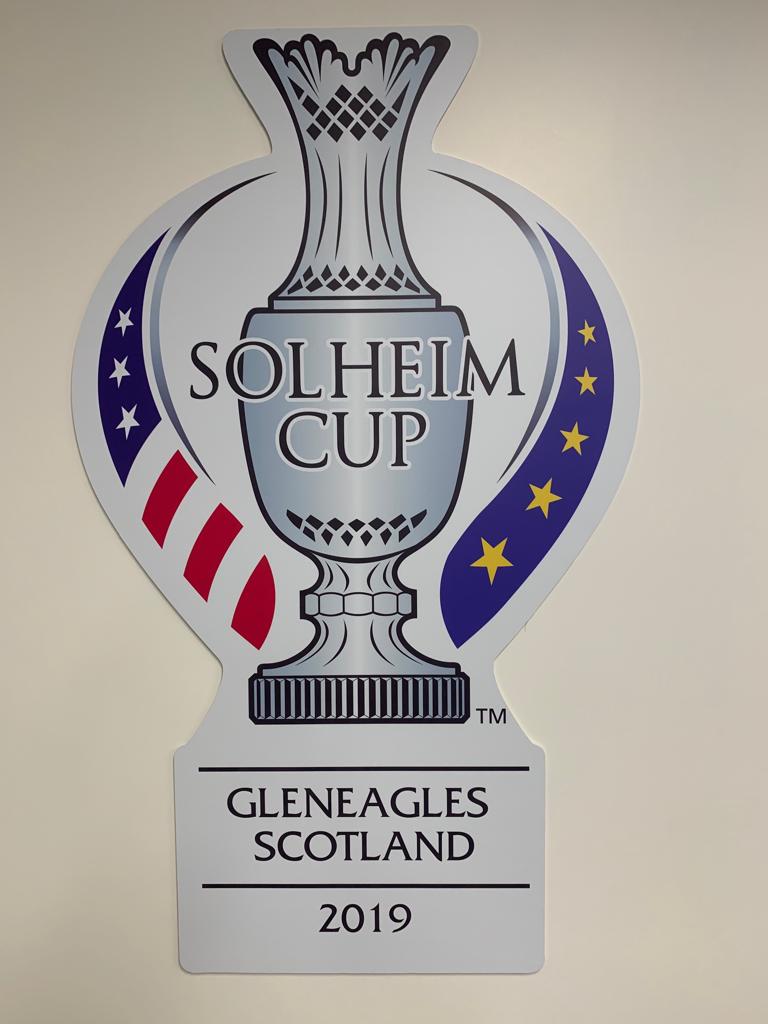 SOLHEIM
CUP
TM
GLENEAGLES
SCOTLAND
2019